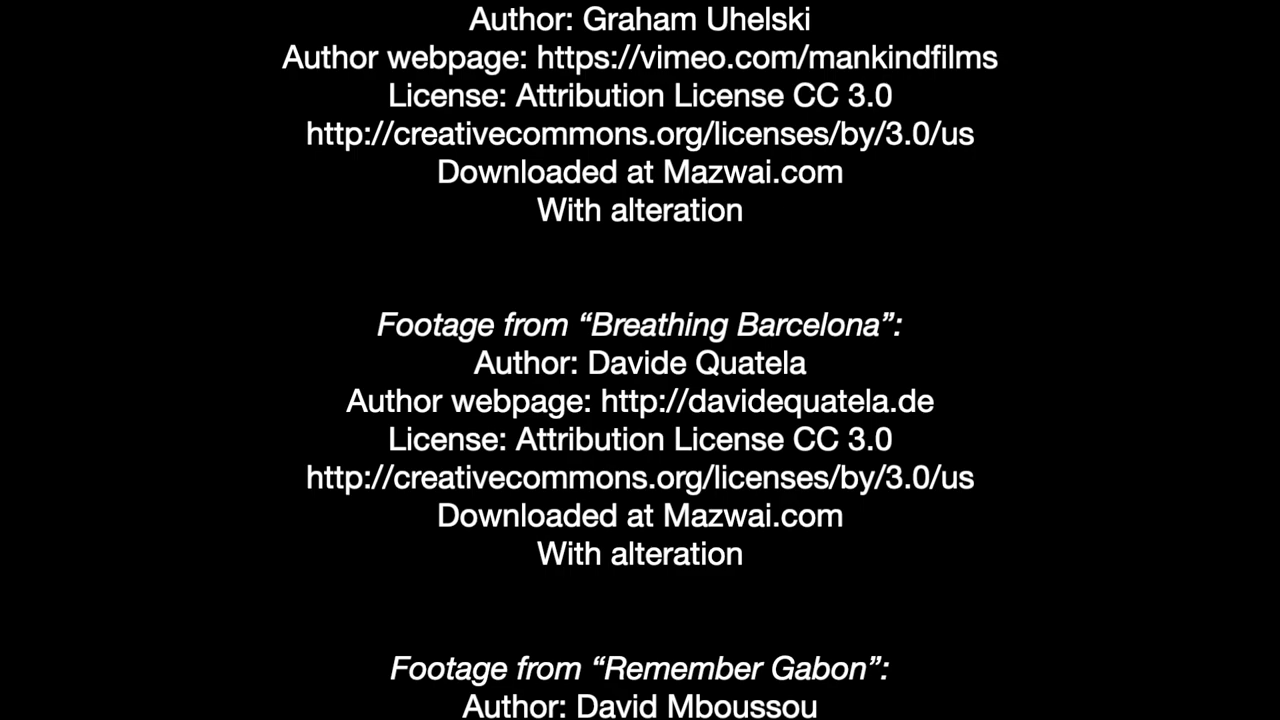 Author: Graham Uhelski
Author webpage: https://vimeo.com/mankindfilms
License: Attribution License CC 3.0
http://creativecommons.org/licenses/by/3.0/us
Downloaded at Mazwai.com
With alteration
Footage from “Breathing Barcelona”:
Author: Davide Quatela
Author webpage: http://davidequatela.de
License: Attribution License CC 3.0
http://creativecommons.org/licenses/by/3.0/us
Downloaded at Mazwai.com
With alteration
Footage from “Remember Gabon”:
Author: David Mboussou